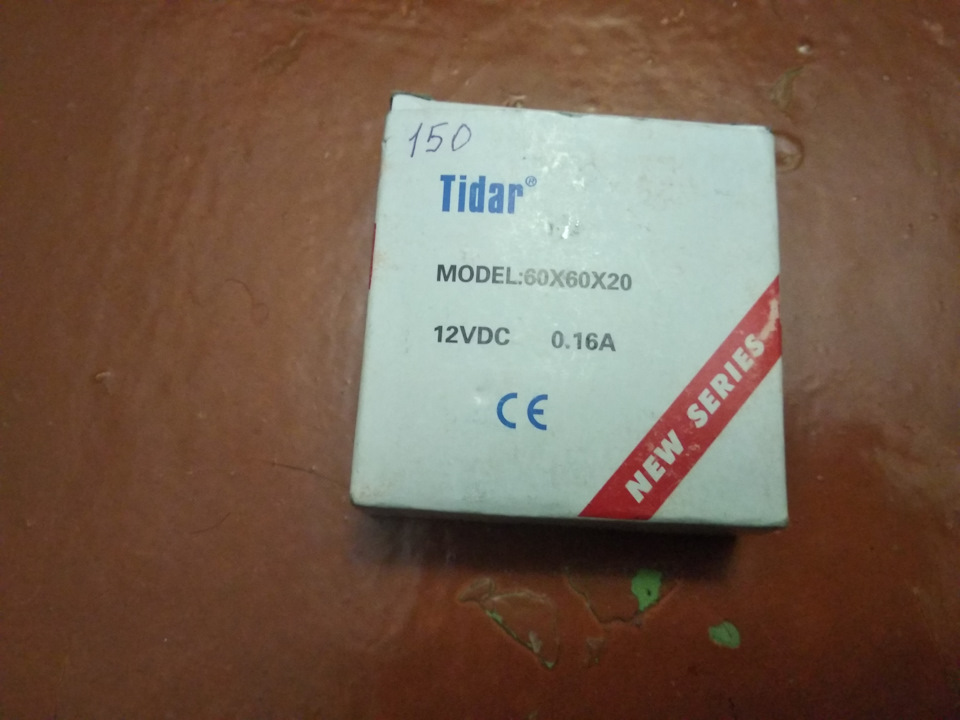 150
Tidar®
MODEL:60X60X20
12VDC 0.16A
CE
NEW SERIES